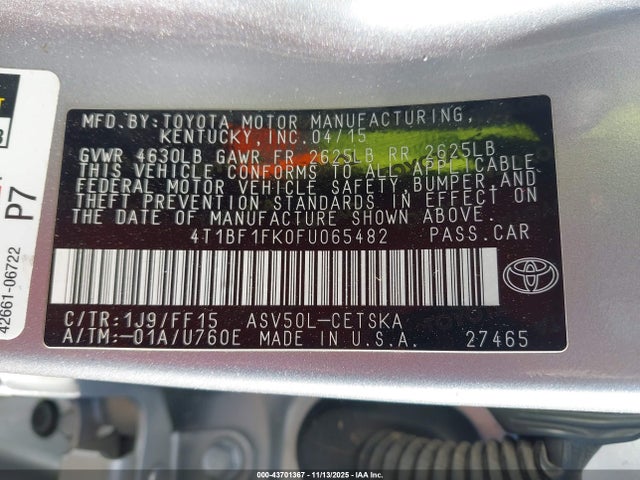 MFD. BY: TOYOTA MOTOR MANUFACTURING,
KENTUCKY, INC. 04/15
GVWR 4630LB GAWR FR 2625LB RR 2625LB
THIS VEHICLE CONFORMS TO ALL APPLICABLE
FEDERAL MOTOR VEHICLE SAFETY, BUMPER, AND
THEFT PREVENTION STANDARDS IN EFFECT ON
THE DATE OF MANUFACTURE SHOWN ABOVE.
4T1BF1FK0FU065482 PASS. CAR
C/TR: 1J9/FF15 ASV50L-CETSKA
A/TM: -01A/U760E MADE IN U.S.A. 27465
42661-06722
P7
000-43701367 | 11/13/2025 | IAAI.COM